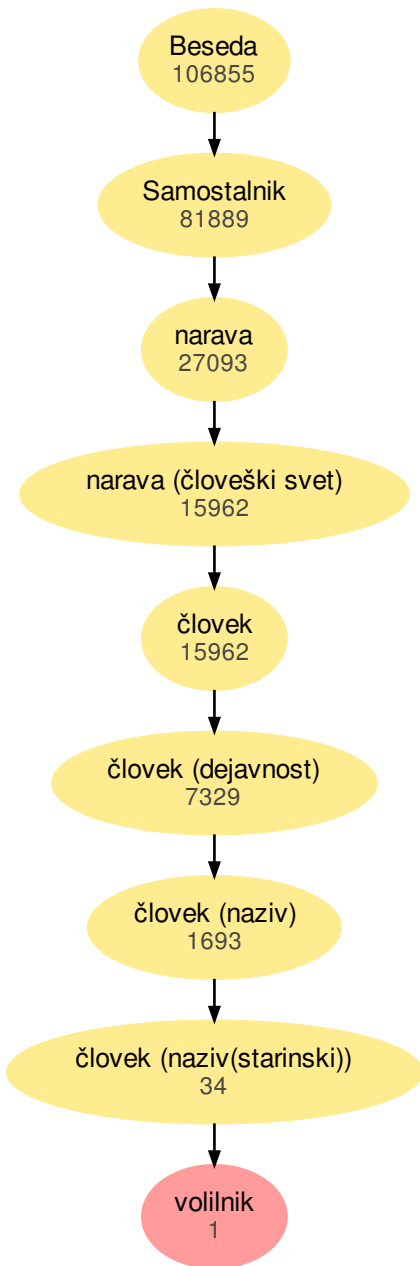 Beseda
106855
Samostalnik
81889
narava
27093
narava (človeški svet)
15962
človek
15962
človek (dejavnost)
7329
človek (naziv)
1693
človek (naziv(starinski))
34
volilnik
1